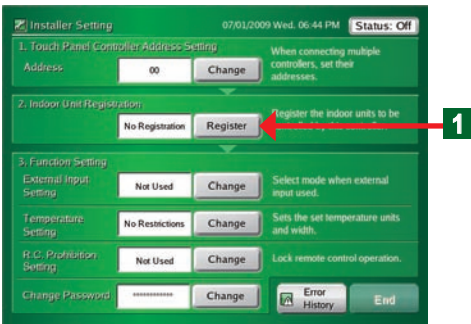 Installer Setting 07/01/2009 Wed. 06:44 PM Status: Off
1. Touch Panel Controller Address Setting
When connecting multiple
controllers, set their
addresses.
Address 00 Change
2. Indoor Unit Registration
Register the indoor units to be
controlled by this controller.
No Registration Register
1
3. Function Setting
External Input
Setting
Not Used Change
Select mode when external
input used.
Temperature
Setting
No Restrictions Change
Sets the set temperature units
and width.
R.C. Prohibition
Setting
Not Used Change
Lock remote control operation.
Change Password ************ Change
Error
History
End